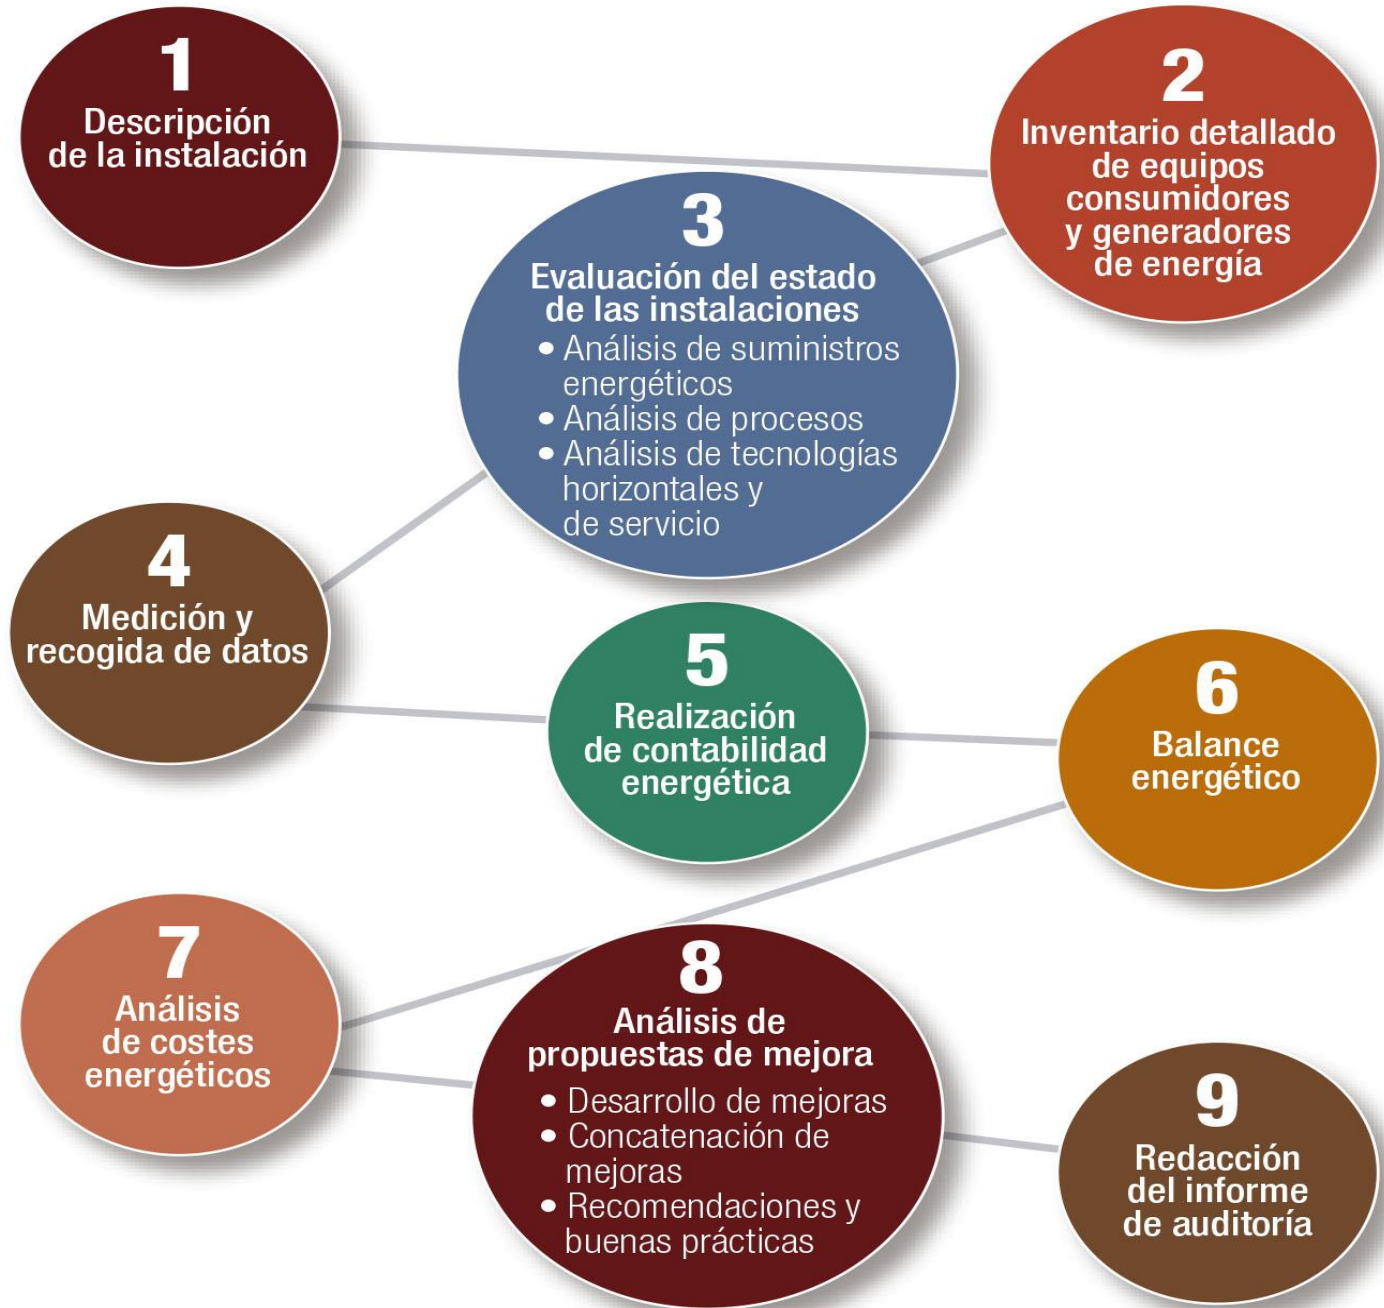 1
Descripción
de la instalación
2
Inventario detallado
de equipos
consumidores
y generadores
de energía
3
Evaluación del estado
de las instalaciones
• Análisis de suministros
energéticos
• Análisis de procesos
• Análisis de tecnologías
horizontales y
de servicio
4
Medición y
recogida de datos
5
Realización
de contabilidad
energética
6
Balance
energético
7
Análisis
de costes
energéticos
8
Análisis de
propuestas de mejora
• Desarrollo de mejoras
• Concatenación de
mejoras
• Recomendaciones y
buenas prácticas
9
Redacción
del informe
de auditoría